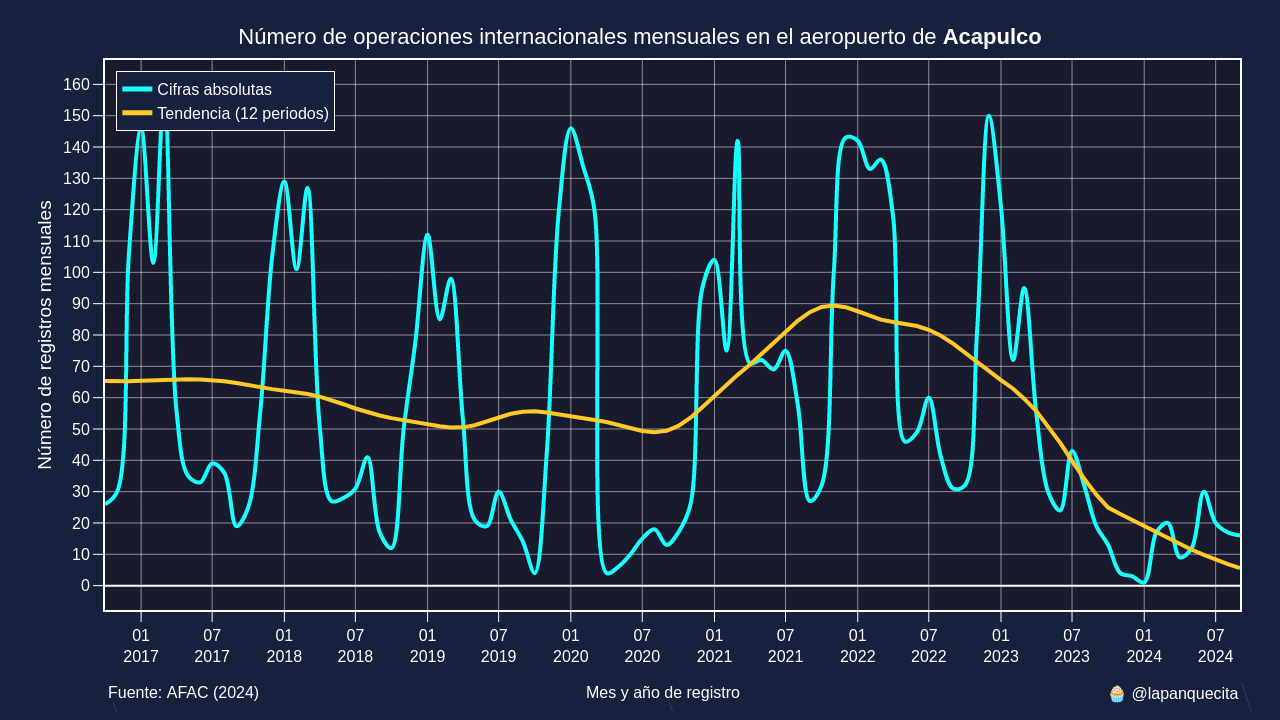 Número de operaciones internacionales mensuales en el aeropuerto de Acapulco
Cifras absolutas
Tendencia (12 periodos)
Número de registros mensuales
160
150
140
130
120
110
100
90
80
70
60
50
40
30
20
10
0
01 07 01 07 01 07 01 07 01 07 01 07 01 07 01 07
2017 2017 2018 2018 2019 2019 2020 2020 2021 2021 2022 2022 2023 2023 2024 2024
Fuente: AFAC (2024) Mes y año de registro 🧁 @lapanquecita